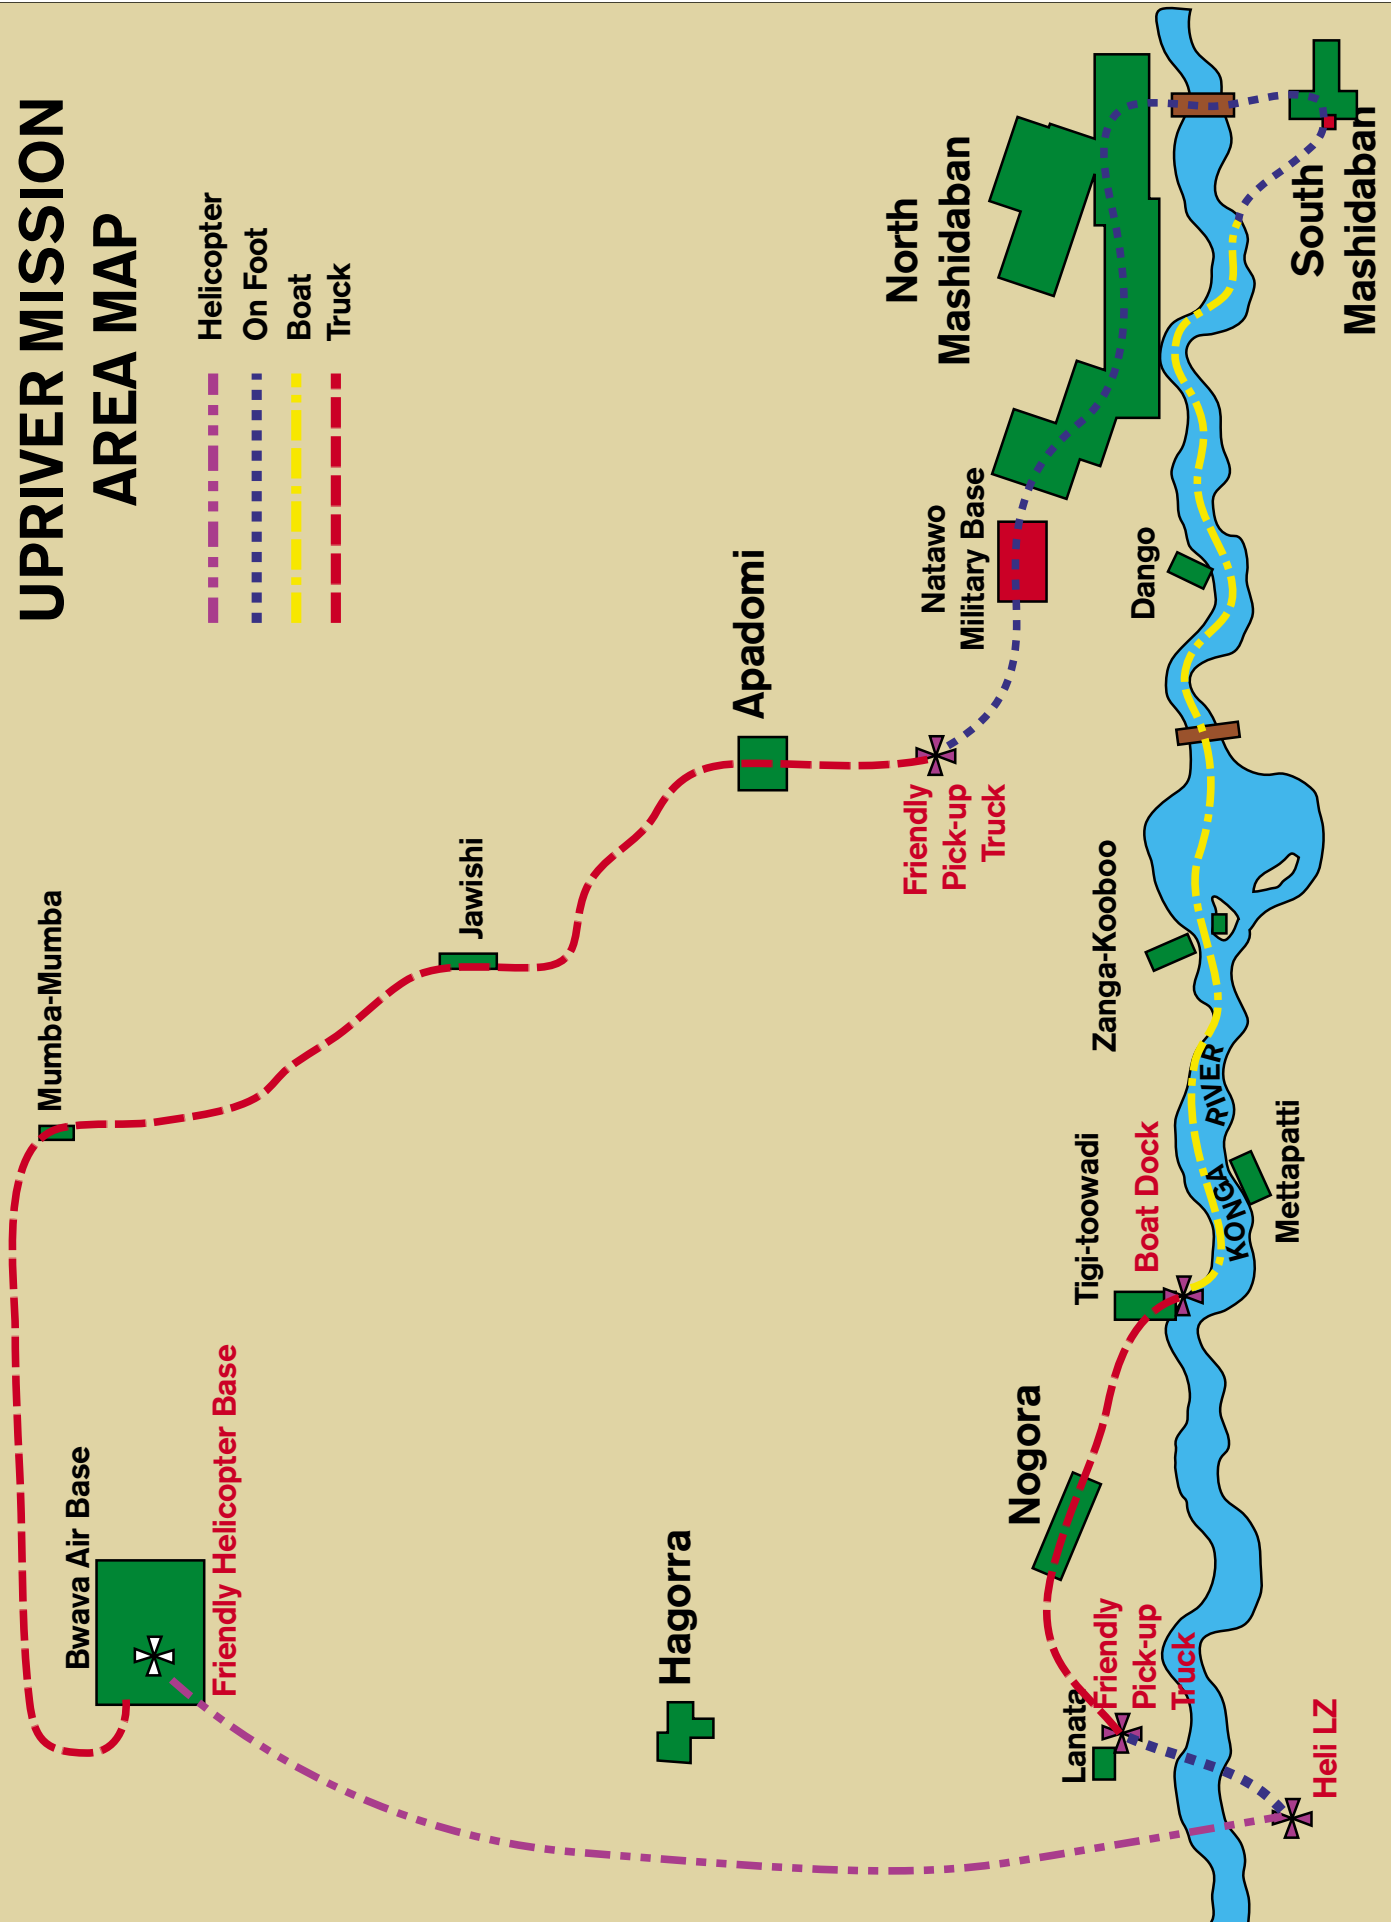 UPRIVER MISSION
AREA MAP
Helicopter
On Foot
Boat
Truck
Mumba-Mumba
Bwava Air Base
Friendly Helicopter Base
Jawishi
Apadomi
Hagorra
North
Mashidaban
Natawo
Military Base
Friendly
Pick-up
Truck
Nogora
Lanata
Friendly
Pick-up
Truck
Tigi-toowadi
Boat Dock
Zanga-Kooboo
Dango
KONGA RIVER
Mettapatti
South
Mashidaban
Heli LZ